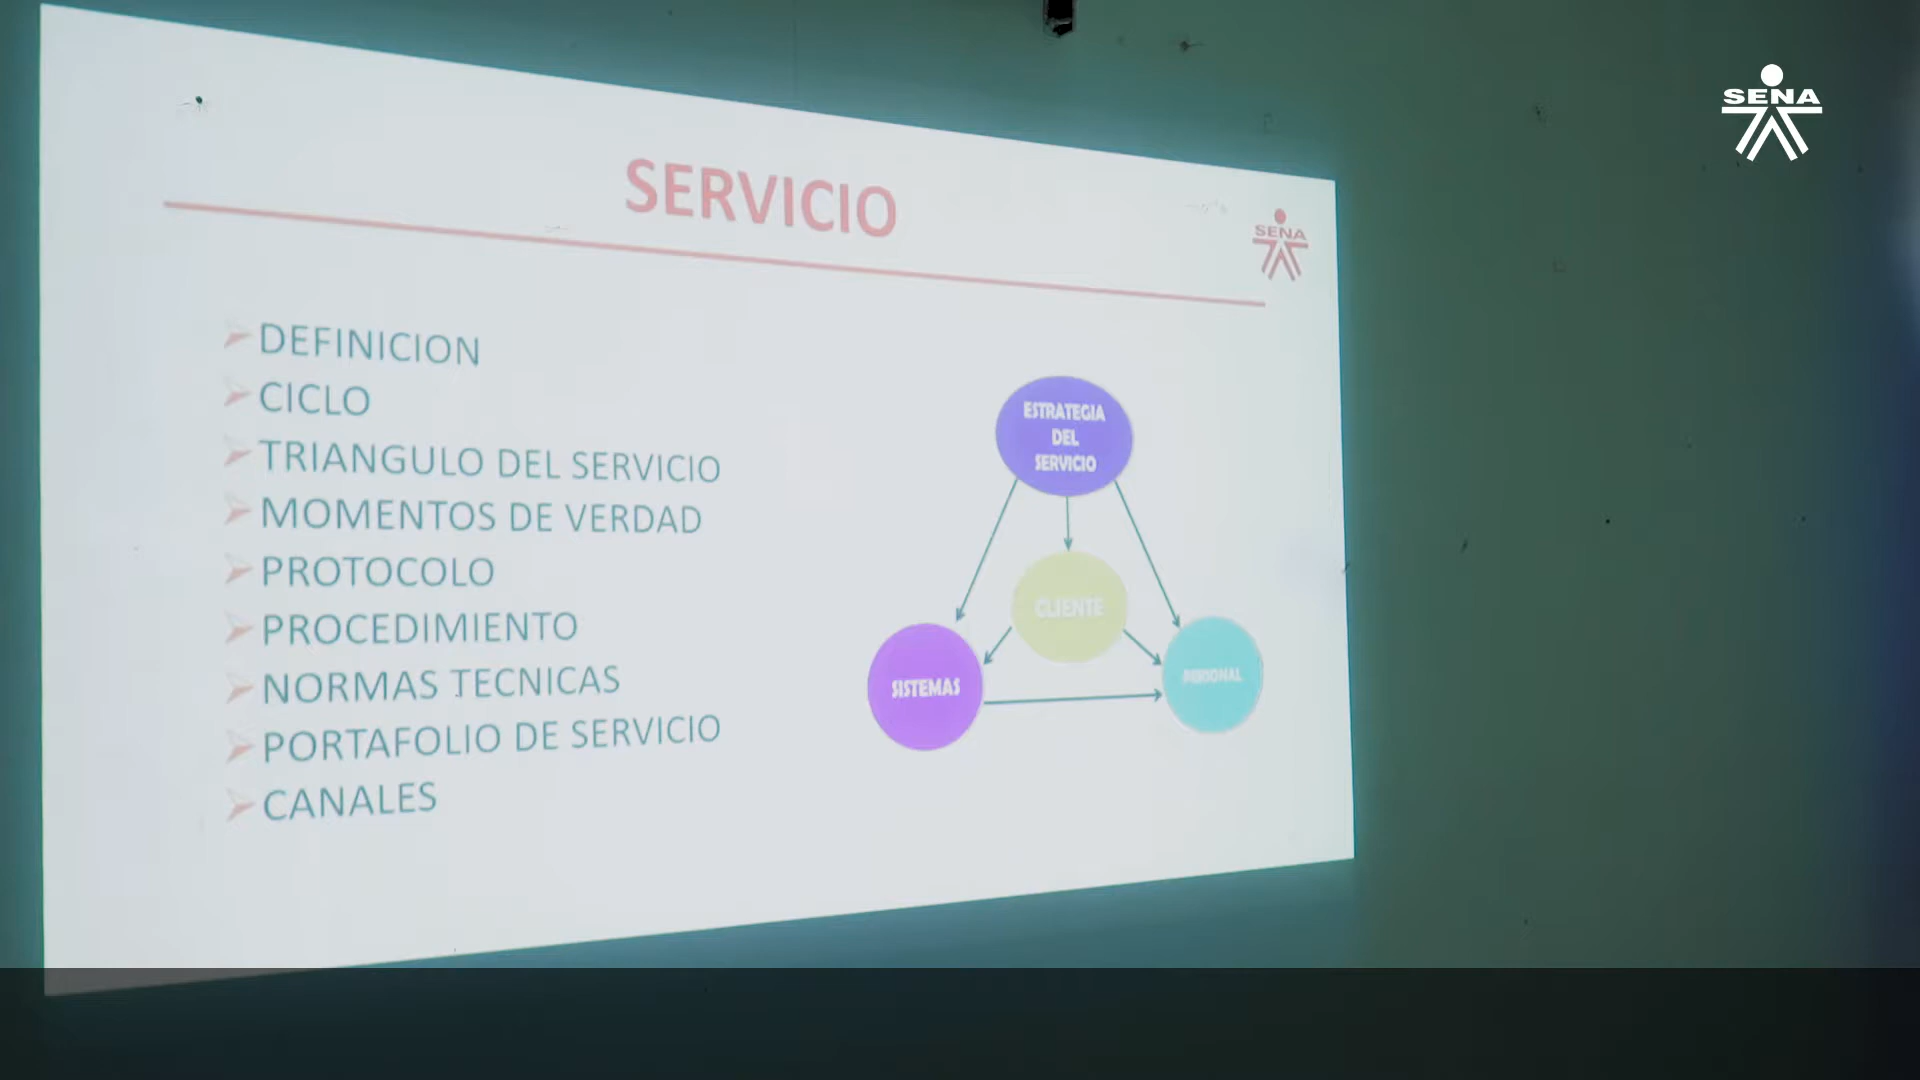 SENA
SERVICIO
SENA
DEFINICION
CICLO
TRIANGULO DEL SERVICIO
MOMENTOS DE VERDAD
PROTOCOLO
PROCEDIMIENTO
NORMAS TECNICAS
PORTAFOLIO DE SERVICIO
CANALES
ESTRATEGIA
DEL
SERVICIO
CLIENTE
SISTEMAS
PERSONAL